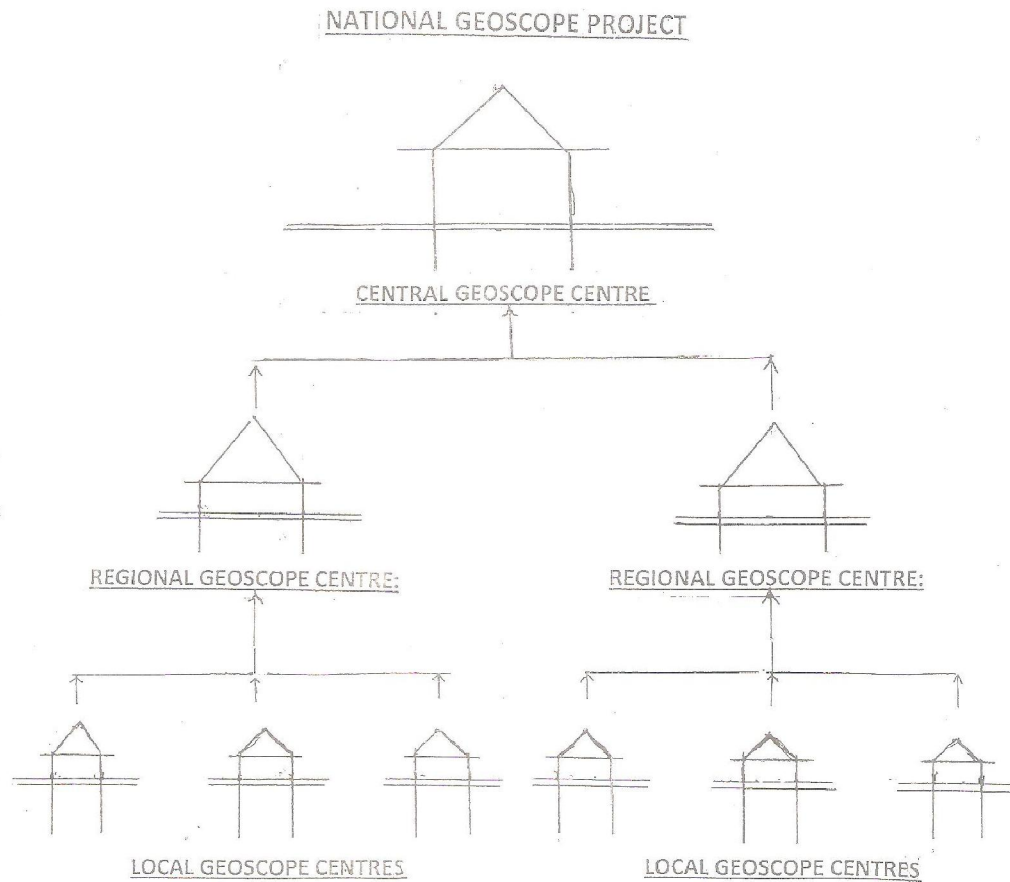 NATIONAL GEOSCOPE PROJECT
CENTRAL GEOSCOPE CENTRE
REGIONAL GEOSCOPE CENTRE:
REGIONAL GEOSCOPE CENTRE:
LOCAL GEOSCOPE CENTRES
LOCAL GEOSCOPE CENTRES